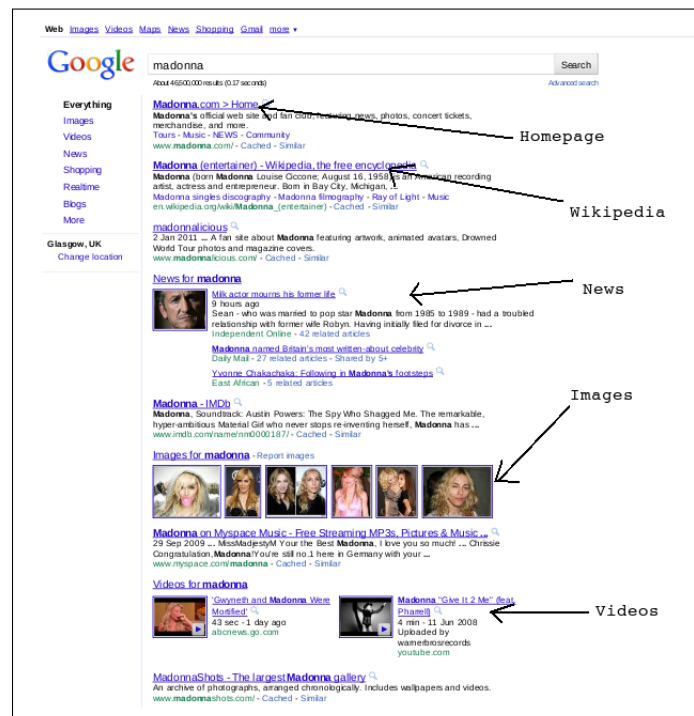 Web Images Videos Maps News Shopping Gmail more ▾
Google
madonna
Search
About 46,500,000 results (0.17 seconds)
Advanced search
Everything
Images
Videos
News
Shopping
Realtime
Blogs
More
Glasgow, UK
Change location
Madonna.com > Home
Madonna's official web site and fan club, featuring news, photos, concert tickets,
merchandise, and more.
Tours - Music - NEWS - Community
www.madonna.com/ - Cached - Similar
Homepage
Madonna (entertainer) - Wikipedia, the free encyclopedia
Madonna (born Madonna Louise Ciccone; August 16, 1958) is an American recording
artist, actress and entrepreneur. Born in Bay City, Michigan, ...
Madonna singles discography - Madonna filmography - Ray of Light - Music
en.wikipedia.org/wiki/Madonna_(entertainer) - Cached - Similar
Wikipedia
madonnalicious
2 Jan 2011 ... A fan site about Madonna featuring artwork, animated avatars, Drowned
World Tour photos and magazine covers.
www.madonnalicious.com/ - Cached - Similar
News for madonna
Milk actor mourns his former life
9 hours ago
Sean - who was married to pop star Madonna from 1985 to 1989 - had a troubled
relationship with former wife Robyn. Having initially filed for divorce in ...
Independent Online - 42 related articles
News
Madonna named Britain's most written-about celebrity
Daily Mail - 27 related articles - Shared by 5+
Yvonne Chakachaka: Following in Madonna's footsteps
East African - 5 related articles
Madonna - IMDb
Madonna, Soundtrack: Austin Powers: The Spy Who Shagged Me. The remarkable,
hyper-ambitious Material Girl who never stops re-inventing herself, Madonna has ...
www.imdb.com/name/nm0000187/ - Cached - Similar
Images for madonna - Report images
Images
Madonna on Myspace Music - Free Streaming MP3s, Pictures & Music ...
29 Sep 2009 ... MissMadjestyM Your the Best Madonna, I love you so much! ... Chrissie
Congratulation,Madonna!You're still no.1 here in Germany with your ...
www.myspace.com/madonna - Cached - Similar
Videos for madonna
'Gwyneth and Madonna Were
Mortified'
43 sec - 1 day ago
abcnews.go.com
Madonna "Give It 2 Me" (feat.
Pharrell)
4 min - 11 Jun 2008
Uploaded by
warnerbrosrecords
youtube.com
Videos
MadonnaShots - The largest Madonna gallery
An archive of photographs, arranged chronologically. Includes wallpapers and videos.
www.madonnashots.com/ - Cached - Similar